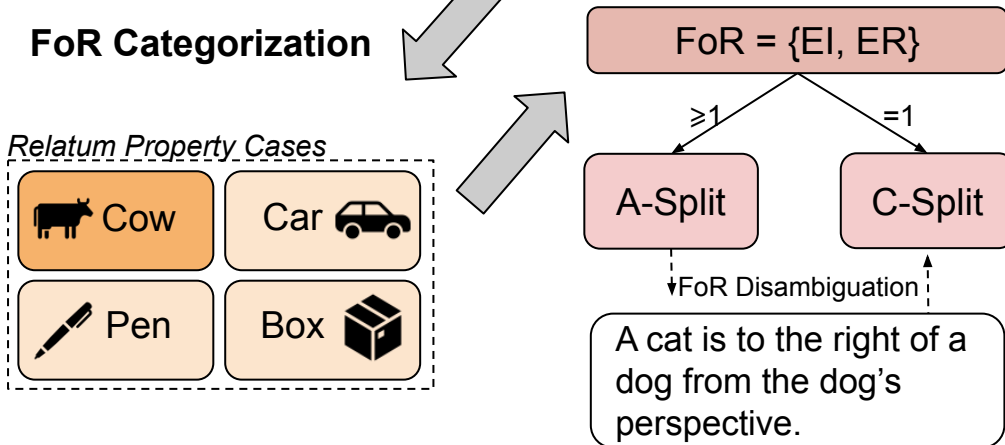 FoR Categorization
Relatum Property Cases
Cow
Car
Pen
Box
FoR = {EI, ER}
⩾1
=1
A-Split
C-Split
FoR Disambiguation
A cat is to the right of a
dog from the dog's
perspective.